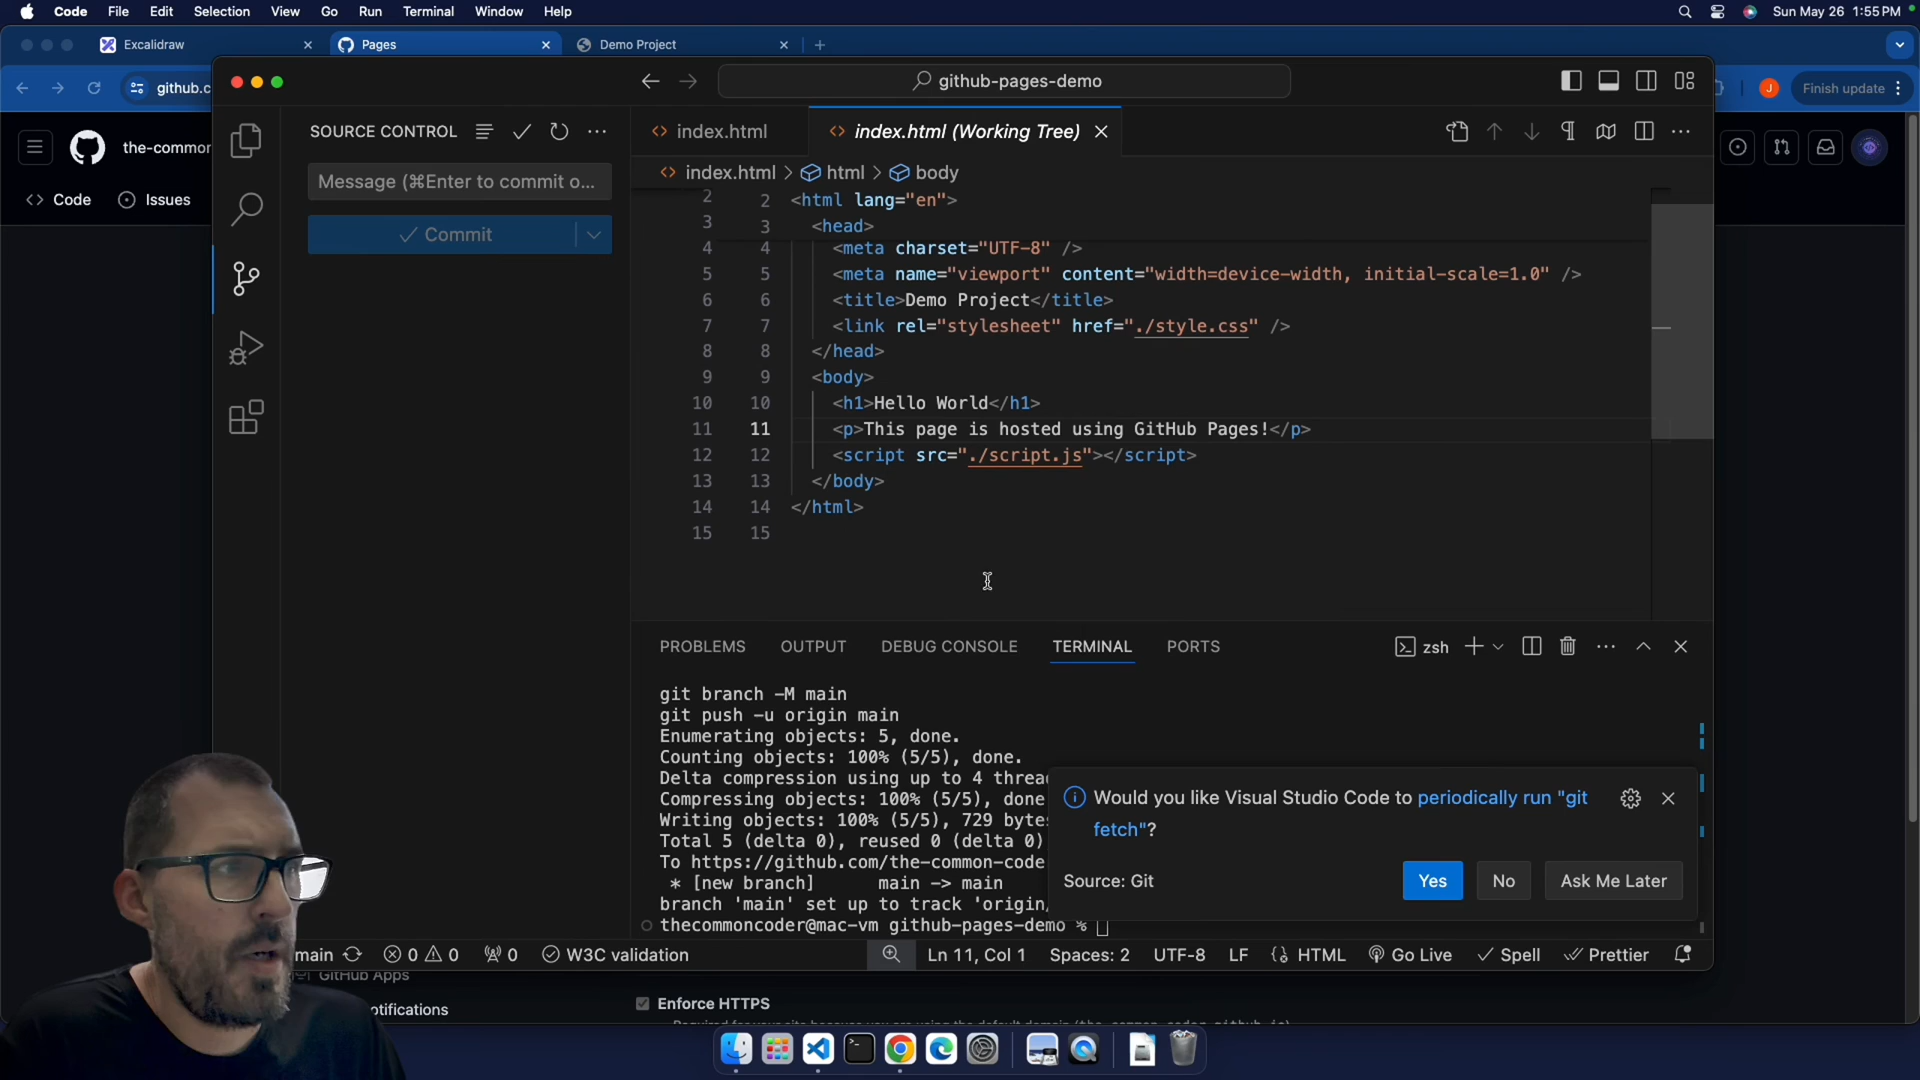 Code File Edit Selection View Go Run Terminal Window Help
Sun May 26 1:55 PM
Excalidraw
Pages
Demo Project
github.c
Finish update
github-pages-demo
the-common
Code Issues
SOURCE CONTROL
Message (⌘Enter to commit o...
Commit
index.html
index.html (Working Tree)
index.html > html > body
2 2 <html lang="en">
3 3 <head>
4 4 <meta charset="UTF-8" />
5 5 <meta name="viewport" content="width=device-width, initial-scale=1.0" />
6 6 <title>Demo Project</title>
7 7 <link rel="stylesheet" href="./style.css" />
8 8 </head>
9 9 <body>
10 10 <h1>Hello World</h1>
11 11 <p>This page is hosted using GitHub Pages!</p>
12 12 <script src="./script.js"></script>
13 13 </body>
14 14 </html>
15 15
PROBLEMS OUTPUT DEBUG CONSOLE TERMINAL PORTS
zsh
git branch -M main
git push -u origin main
Enumerating objects: 5, done.
Counting objects: 100% (5/5), done.
Delta compression using up to 4 threa
Compressing objects: 100% (5/5), done
Writing objects: 100% (5/5), 729 byte
Total 5 (delta 0), reused 0 (delta 0)
To https://github.com/the-common-code
* [new branch] main -> main
branch 'main' set up to track 'origin/
thecommoncoder@mac-vm github-pages-demo %
Would you like Visual Studio Code to periodically run "git
fetch"?
Source: Git
Yes
No
Ask Me Later
main 0 0 0 W3C validation
Ln 11, Col 1 Spaces: 2 UTF-8 LF HTML Go Live Spell Prettier
GitHub Apps
otifications
Enforce HTTPS
J